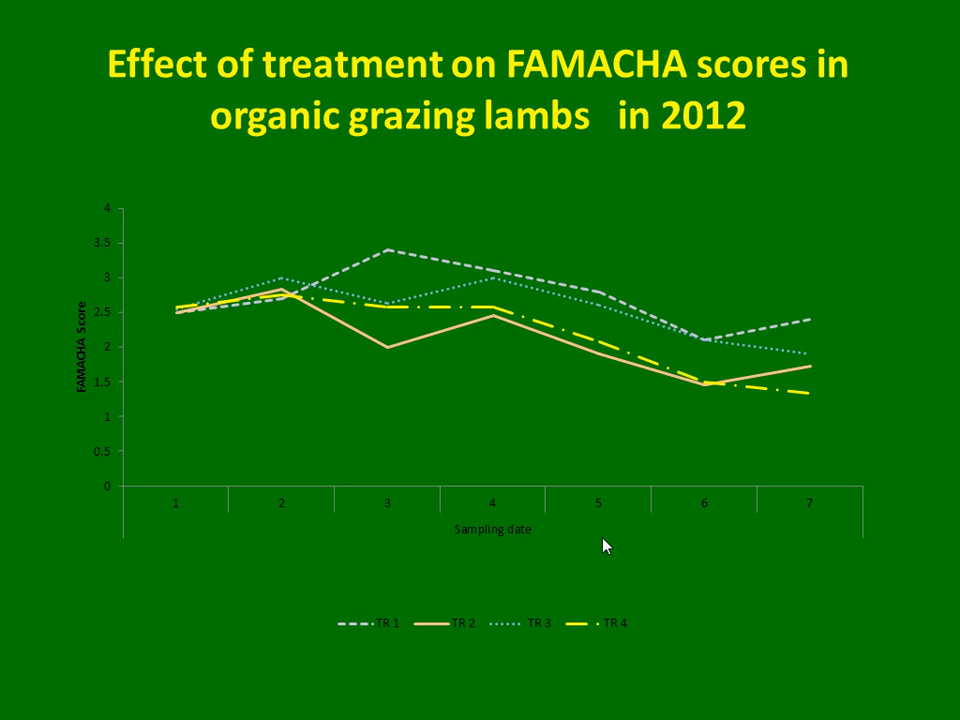 Effect of treatment on FAMACHA scores in
organic grazing lambs in 2012
4
3.5
3
2.5
2
1.5
1
0.5
0
FAMACHA Score
1 2 3 4 5 6 7
Sampling date
TR 1 TR 2 TR 3 TR 4